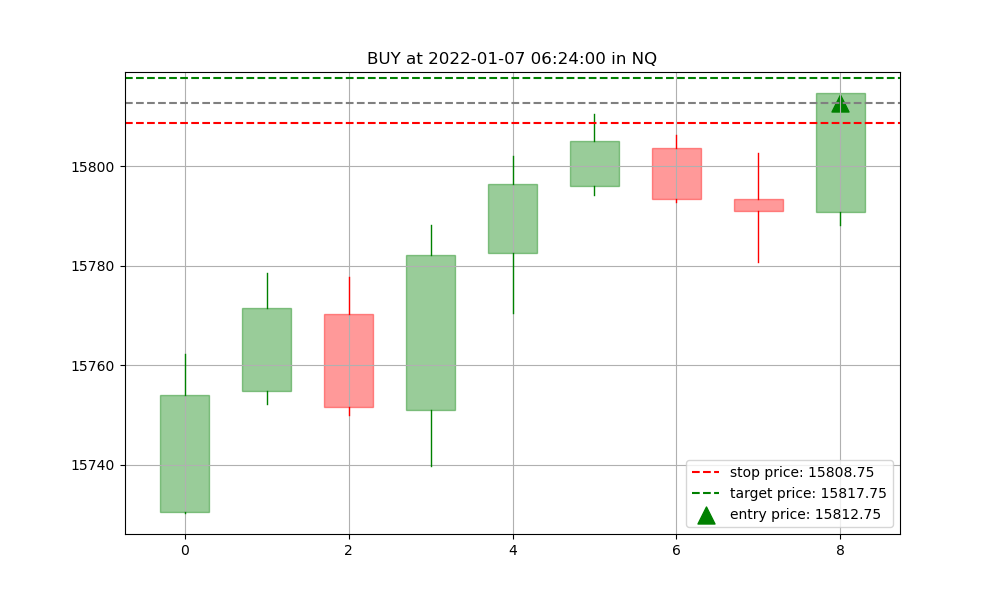 BUY at 2022-01-07 06:24:00 in NQ
15800
15780
15760
15740
stop price: 15808.75
target price: 15817.75
entry price: 15812.75
0 2 4 6 8